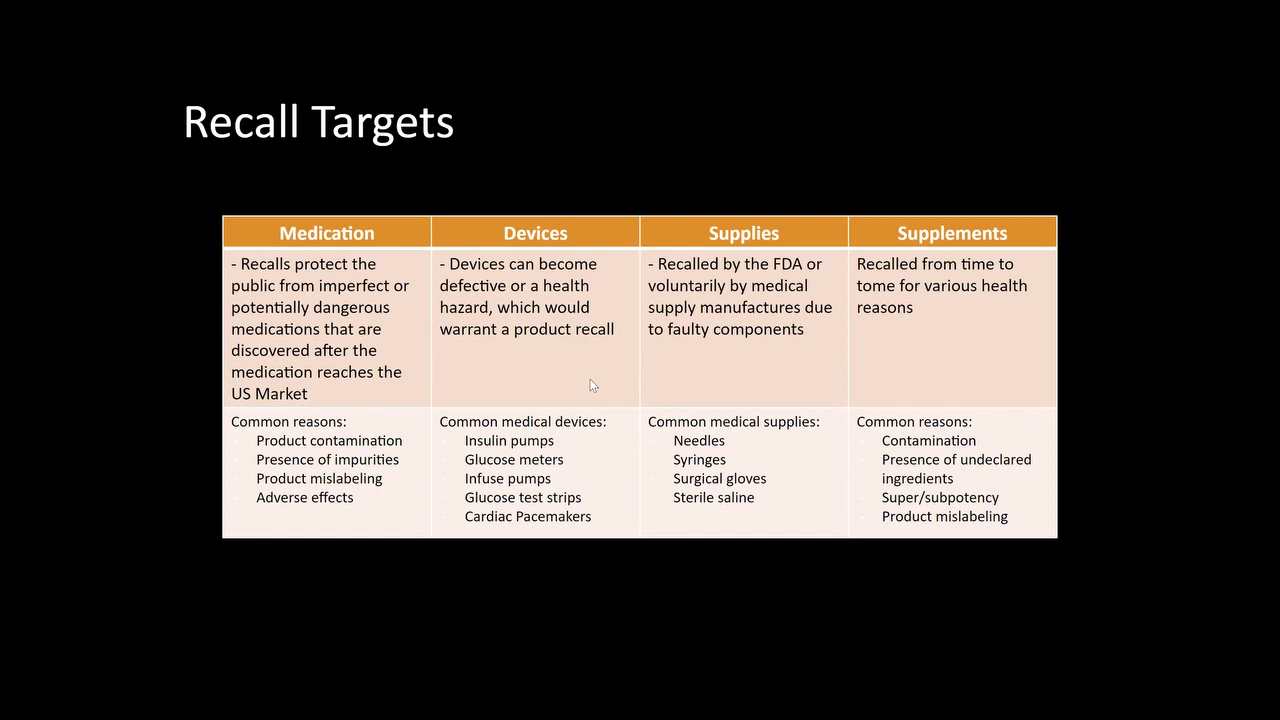 Recall Targets
Medication
Devices
Supplies
Supplements
- Recalls protect the
public from imperfect or
potentially dangerous
medications that are
discovered after the
medication reaches the
US Market
- Devices can become
defective or a health
hazard, which would
warrant a product recall
- Recalled by the FDA or
voluntarily by medical
supply manufactures due
to faulty components
Recalled from time to
tome for various health
reasons
Common reasons:
Product contamination
Presence of impurities
Product mislabeling
Adverse effects
Common medical devices:
Insulin pumps
Glucose meters
Infuse pumps
Glucose test strips
Cardiac Pacemakers
Common medical supplies:
Needles
Syringes
Surgical gloves
Sterile saline
Common reasons:
Contamination
Presence of undeclared
ingredients
Super/subpotency
Product mislabeling